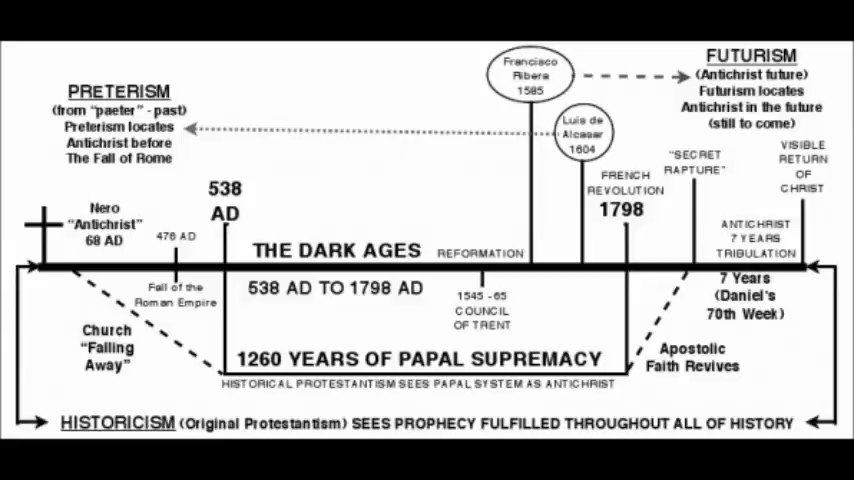 PRETERISM
(from "paeter" - past)
Preterism locates
Antichrist before
The Fall of Rome
Francisco
Ribera
1585
Luis de
Alcasar
1604
FUTURISM
(Antichrist future)
Futurism locates
Antichrist in the future
(still to come)
Nero
"Antichrist"
68 AD
476 AD
538
AD
THE DARK AGES
REFORMATION
FRENCH
REVOLUTION
1798
"SECRET
RAPTURE"
VISIBLE
RETURN
OF
CHRIST
ANTICHRIST
7 YEARS
TRIBULATION
Fall of the
Roman Empire
538 AD TO 1798 AD
1545 -65
COUNCIL
OF TRENT
7 Years
(Daniel's
70th Week)
Church
"Falling
Away"
1260 YEARS OF PAPAL SUPREMACY
HISTORICAL PROTESTANTISM SEES PAPAL SYSTEM AS ANTICHRIST
Apostolic
Faith Revives
HISTORICISM (Original Protestantism) SEES PROPHECY FULFILLED THROUGHOUT ALL OF HISTORY